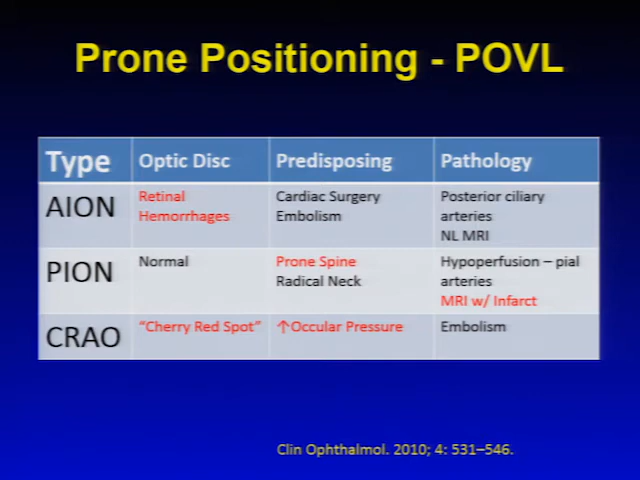 Prone Positioning - POVL
Type Optic Disc Predisposing Pathology
AION Retinal Hemorrhages Cardiac Surgery Embolism Posterior ciliary arteries NL MRI
PION Normal Prone Spine Radical Neck Hypoperfusion – pial arteries MRI w/ Infarct
CRAO "Cherry Red Spot" ↑Occular Pressure Embolism
Clin Ophthalmol. 2010; 4: 531–546.